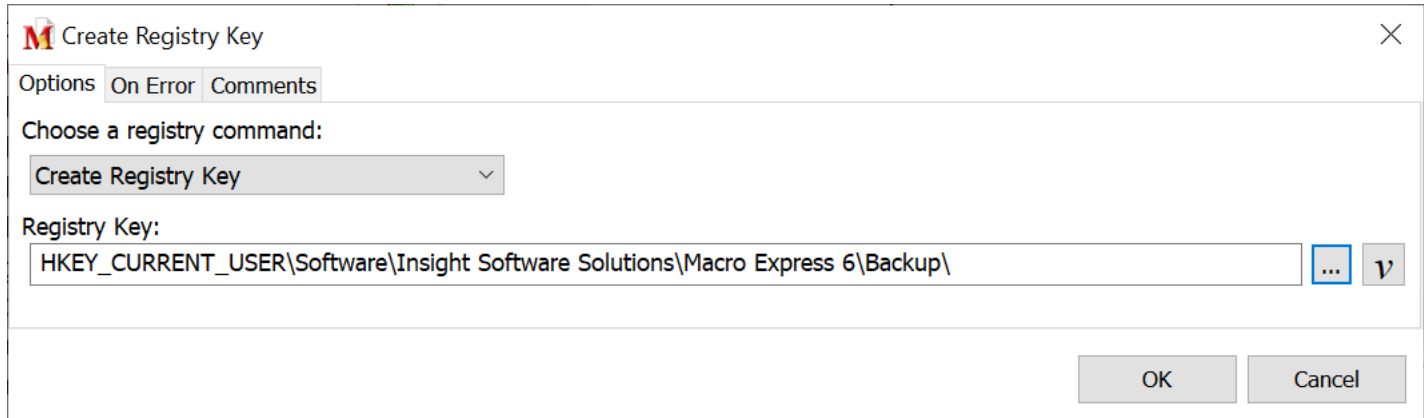 Create Registry Key
Options On Error Comments
Choose a registry command:
Create Registry Key
Registry Key:
HKEY_CURRENT_USER\Software\Insight Software Solutions\Macro Express 6\Backup\ ... v
OK Cancel